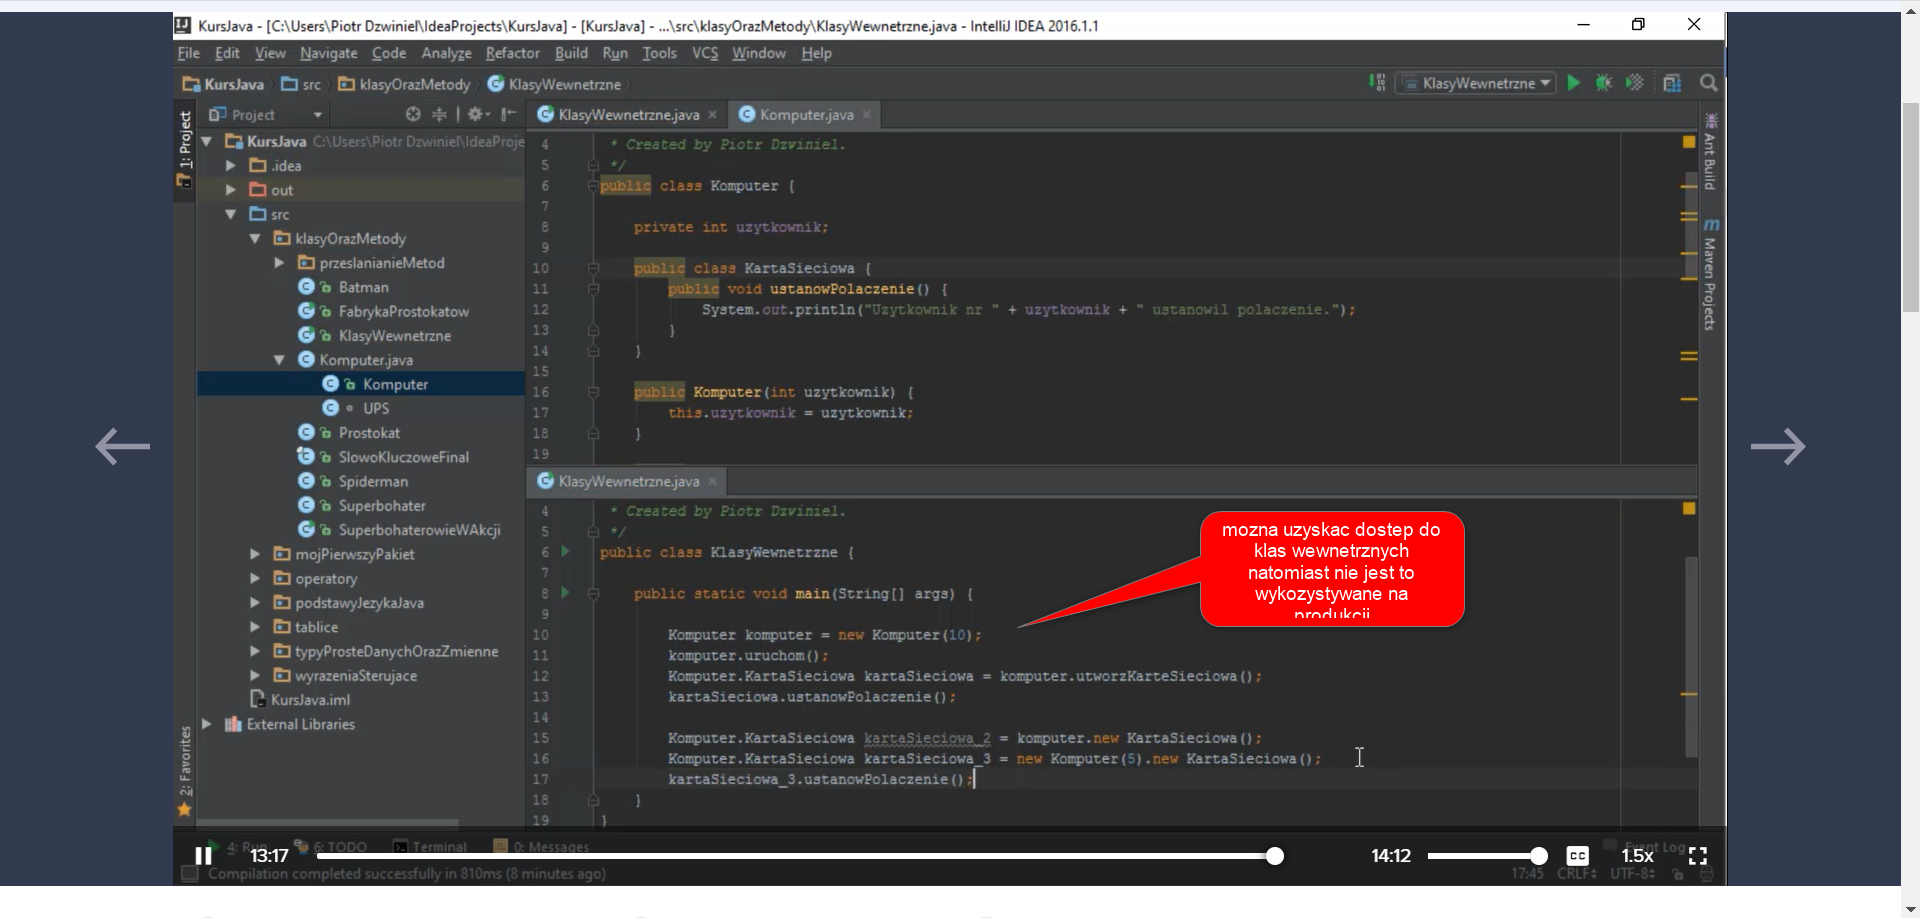 KursJava - [C:\Users\Piotr Dzwiniel\IdeaProjects\KursJava] - [KursJava] - ...\src\klasyOrazMetody\KlasyWewnetrzne.java - IntelliJ IDEA 2016.1.1
File Edit View Navigate Code Analyze Refactor Build Run Tools VCS Window Help
KursJava src klasyOrazMetody KlasyWewnetrzne
KlasyWewnetrzne
Project
1: Project
2: Favorites
KursJava C:\Users\Piotr Dzwiniel\IdeaProje
.idea
out
src
klasyOrazMetody
przeslanianieMetod
Batman
FabrykaProstokatow
KlasyWewnetrzne
Komputer.java
Komputer
UPS
Prostokat
SlowoKluczoweFinal
Spiderman
Superbohater
SuperbohaterowieWAkcji
mojPierwszyPakiet
operatory
podstawyJezykaJava
tablice
typyProsteDanychOrazZmienne
wyrazeniaSterujace
KursJava.iml
External Libraries
KlasyWewnetrzne.java Komputer.java
4 * Created by Piotr Dzwiniel.
5 */
6 public class Komputer {
7
8 private int uzytkownik;
9
10 public class KartaSieciowa {
11 public void ustanowPolaczenie() {
12 System.out.println("Uzytkownik nr " + uzytkownik + " ustanowil polaczenie.");
13 }
14 }
15
16 public Komputer(int uzytkownik) {
17 this.uzytkownik = uzytkownik;
18 }
19
KlasyWewnetrzne.java
4 * Created by Piotr Dzwiniel.
5 */
6 public class KlasyWewnetrzne {
7
8 public static void main(String[] args) {
9
10 Komputer komputer = new Komputer(10);
11 komputer.uruchom();
12 Komputer.KartaSieciowa kartaSieciowa = komputer.utworzKarteSieciowa();
13 kartaSieciowa.ustanowPolaczenie();
14
15 Komputer.KartaSieciowa kartaSieciowa_2 = komputer.new KartaSieciowa();
16 Komputer.KartaSieciowa kartaSieciowa_3 = new Komputer(5).new KartaSieciowa();
17 kartaSieciowa_3.ustanowPolaczenie();
18 }
19 }
mozna uzyskac dostep do
klas wewnetrznych
natomiast nie jest to
wykozystywane na
produkcji
Ant Build
m Maven Projects
4: Run 6: TODO Terminal 0: Messages Event Log
13:17 14:12 CC 1.5x
Compilation completed successfully in 810ms (8 minutes ago) 17:45 CRLF UTF-8